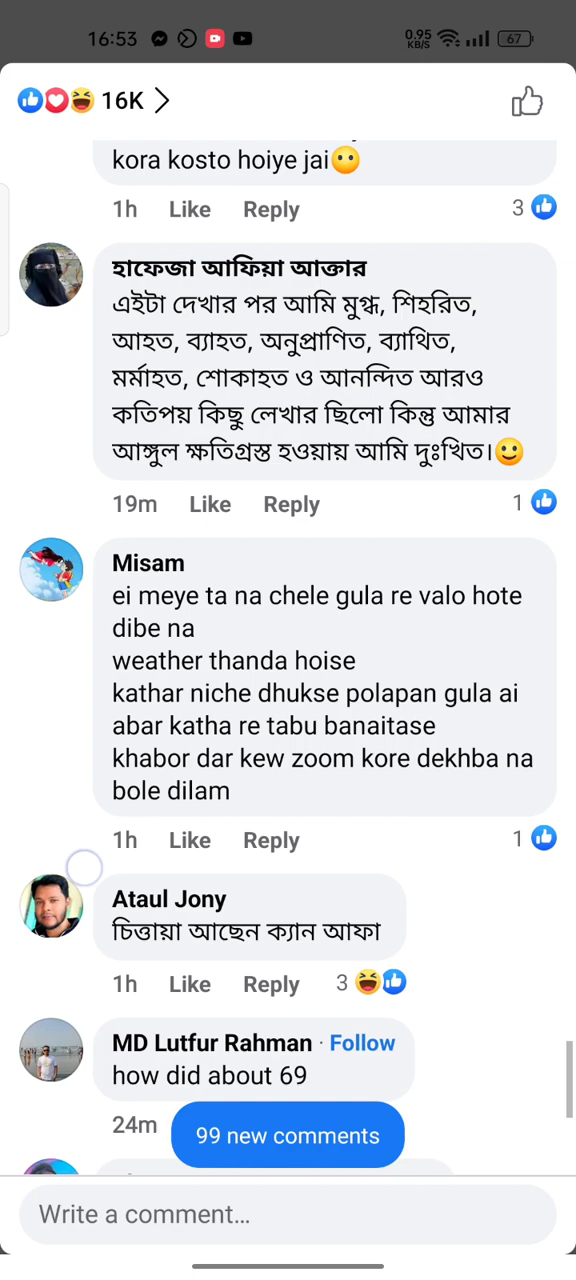 16:53
0.95
KB/S
67
16K
kora kosto hoiye jai😶
1h Like Reply 3
হাফেজা আফিয়া আক্তার
এইটা দেখার পর আমি মুগ্ধ, শিহরিত,
আহত, ব্যাহত, অনুপ্রাণিত, ব্যাথিত,
মর্মাহত, শোকাহত ও আনন্দিত আরও
কতিপয় কিছু লেখার ছিলো কিন্তু আমার
আঙ্গুল ক্ষতিগ্রস্ত হওয়ায় আমি দুঃখিত।🙂
19m Like Reply 1
Misam
ei meye ta na chele gula re valo hote
dibe na
weather thanda hoise
kathar niche dhukse polapan gula ai
abar katha re tabu banaitase
khabor dar kew zoom kore dekhba na
bole dilam
1h Like Reply 1
Ataul Jony
চিত্তায়া আছেন ক্যান আফা
1h Like Reply 3
MD Lutfur Rahman · Follow
how did about 69
24m
99 new comments
Write a comment...